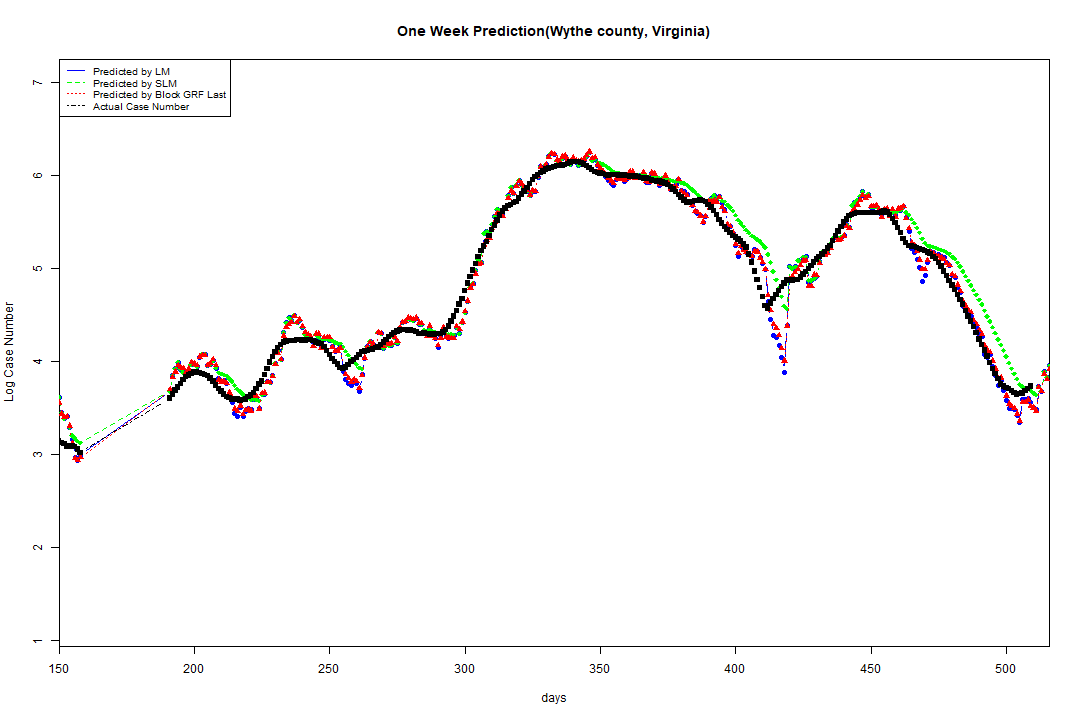 One Week Prediction(Wythe county, Virginia)
Predicted by LM
Predicted by SLM
Predicted by Block GRF Last
Actual Case Number
7
6
5
4
3
2
1
Log Case Number
150 200 250 300 350 400 450 500
days